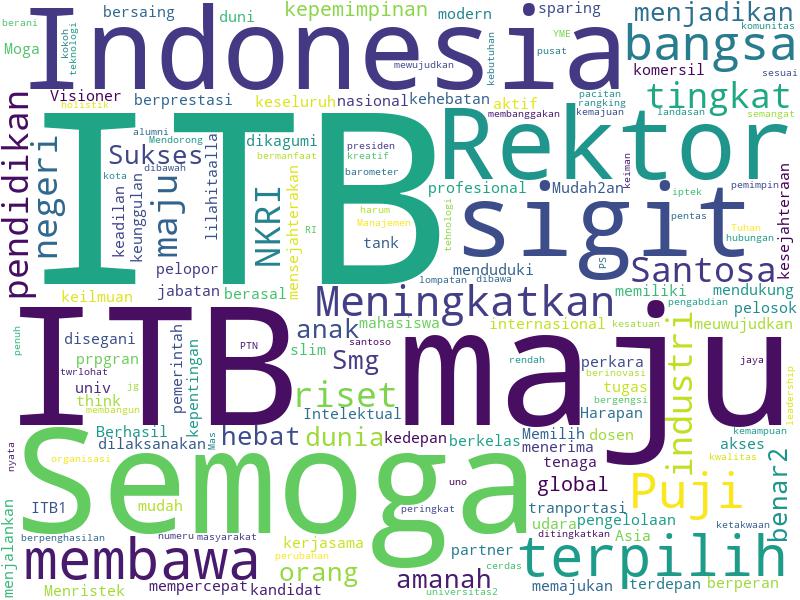 Indonesia
bersaing
duni
kepemimpinan
modern
sparing
menjadikan
komunitas
berani
Moga
kokoh
teknologi
mewujudkan
kebutuhan
YME
pusat
bangsa
sesuai
komersil
Visioner
holistik
berprestasi
keseluruh
nasional
kehebatan
aktif
membanggakan
pacitan
rangking
kemajuan
tingkat
landasan
semangat
pendidikan
negeri
ITB
alumni
Mendorong
dikagumi
presiden
kreatif
Rektor
Sukses
dibawan
bermanfaat
barometer
kota
keadilan
keunggulan
maju
lilahitaalla
NKRI
mensejahterakan
RI
harum
Manajemen
tank
profesional
Mudah2an
keiman
iptek
pemimpin
tehnologi
sigit
pentas
Tuhan
hubungan
kesejahteraan
pelopor
menduduki
PS
Santosa
jabatan
berasal
lompatan
dibawa
memiliki
mendukung
keilmuan
Meningkatkan
pengabdian
pelosok
ITB maju
disegani
pemerintah
PTN
anak
mahasiswa
internasional
kesatuan
meuwujudkan
penuh
prpgran
twrlohat
kepentingan
slim
santoso
Smg
rendah
perkara
industri
jaya
univ
jg
think
membangun
riset
berinovasi
tugas
bergengsi
leadership
Intelektual
Harapan
Berhasil
Mas
hebat
dunia
kedepan
berkelas
Memilih
dosen
kemampuan
dilaksanakan
menerima
akses
nyata
organisasi
Semoga
tenaga
kwalitas
benar2
uno
global
Puji
menjalankan
ITB1
mudah
peringkat
tranportasi
udara
pengelolaan
ketakwaan
berpenghasilan
numeru
masyarakat
kerjasama
ditingkatkan
Asia
membawa
perubahan
partner
terpilih
orang
cerdas
Menristek
mempercepat
kandidat
amanah
universitas2
memajukan
terdepan
berperan